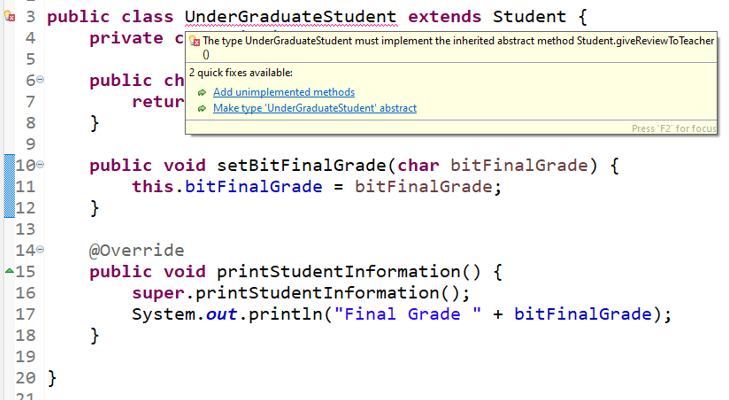 3 public class UnderGraduateStudent extends Student {
4 private c
The type UnderGraduateStudent must implement the inherited abstract method Student.giveReviewToTeacher
()
5
2 quick fixes available:
6 public ch
Add unimplemented methods
7 retur
Make type 'UnderGraduateStudent' abstract
8 }
Press 'F2' for focus
9
10 public void setBitFinalGrade(char bitFinalGrade) {
11 this.bitFinalGrade = bitFinalGrade;
12 }
13
14 @Override
15 public void printStudentInformation() {
16 super.printStudentInformation();
17 System.out.println("Final Grade " + bitFinalGrade);
18 }
19
20 }
21